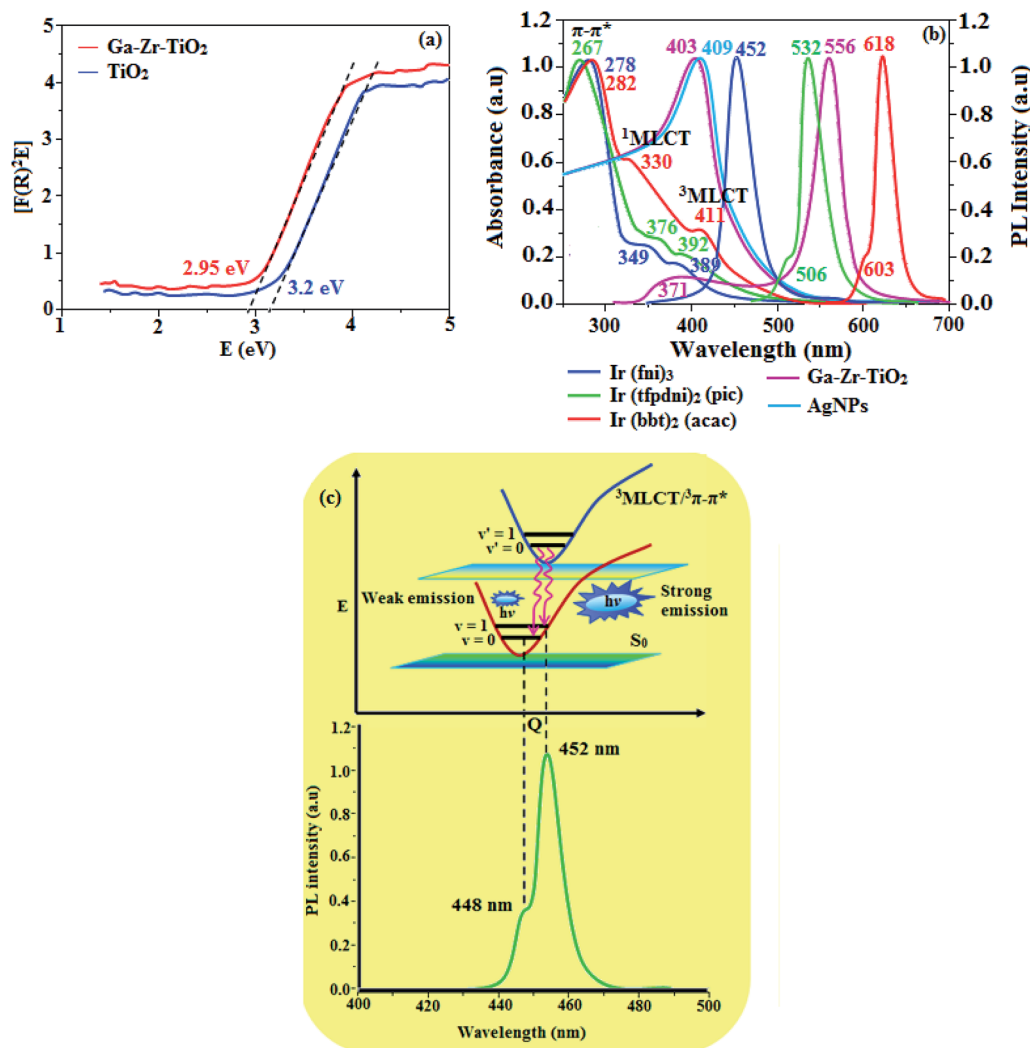 (a)
Ga-Zr-TiO2
TiO2
5
4
3
2
1
0
[F(R)²E]
2.95 eV
3.2 eV
1 2 3 4 5
E (eV)
(b)
π-π*
267
278
282
403 409 452 532 556 618
1.2
1.0
0.8
0.6
0.4
0.2
0.0
Absorbance (a.u)
¹MLCT
330
³MLCT
411
376
392
349
389
371
506
603
1.2
1.0
0.8
0.6
0.4
0.2
0.0
PL Intensity (a.u)
300 400 500 600 700
Wavelength (nm)
Ir (fni)3
Ir (tfpdni)2 (pic)
Ir (bbt)2 (acac)
Ga-Zr-TiO2
AgNPs
(c)
³MLCT/³π-π*
v' = 1
v' = 0
E
Weak emission
hν
hν
Strong
emission
v = 1
v = 0
S0
Q
1.2
1.0
0.8
0.6
0.4
0.2
0.0
PL intensity (a.u)
452 nm
448 nm
400 420 440 460 480 500
Wavelength (nm)